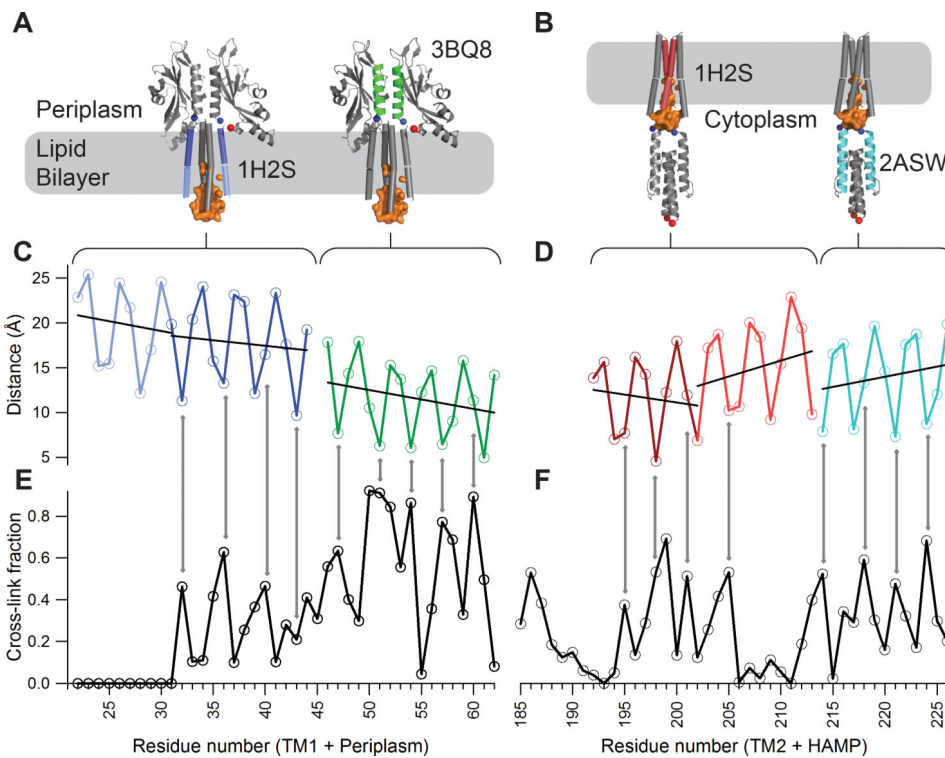 A
3BQ8
Periplasm
Lipid
Bilayer
1H2S
B
1H2S
Cytoplasm
2ASW
C
D
25
20
15
10
5
Distance (Å)
E
F
0.8
0.6
0.4
0.2
0.0
Cross-link fraction
25 30 35 40 45 50 55 60
185 190 195 200 205 210 215 220 225
Residue number (TM1 + Periplasm)
Residue number (TM2 + HAMP)